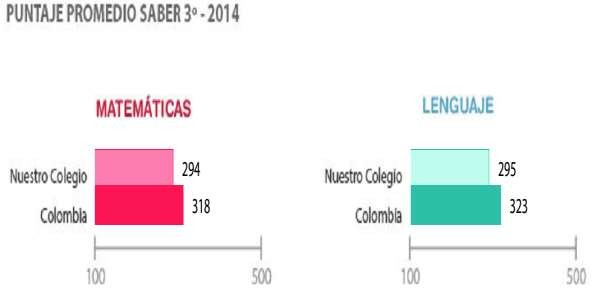 PUNTAJE PROMEDIO SABER 3º - 2014
MATEMÁTICAS
Nuestro Colegio 294
Colombia 318
100 500
LENGUAJE
Nuestro Colegio 295
Colombia 323
100 500